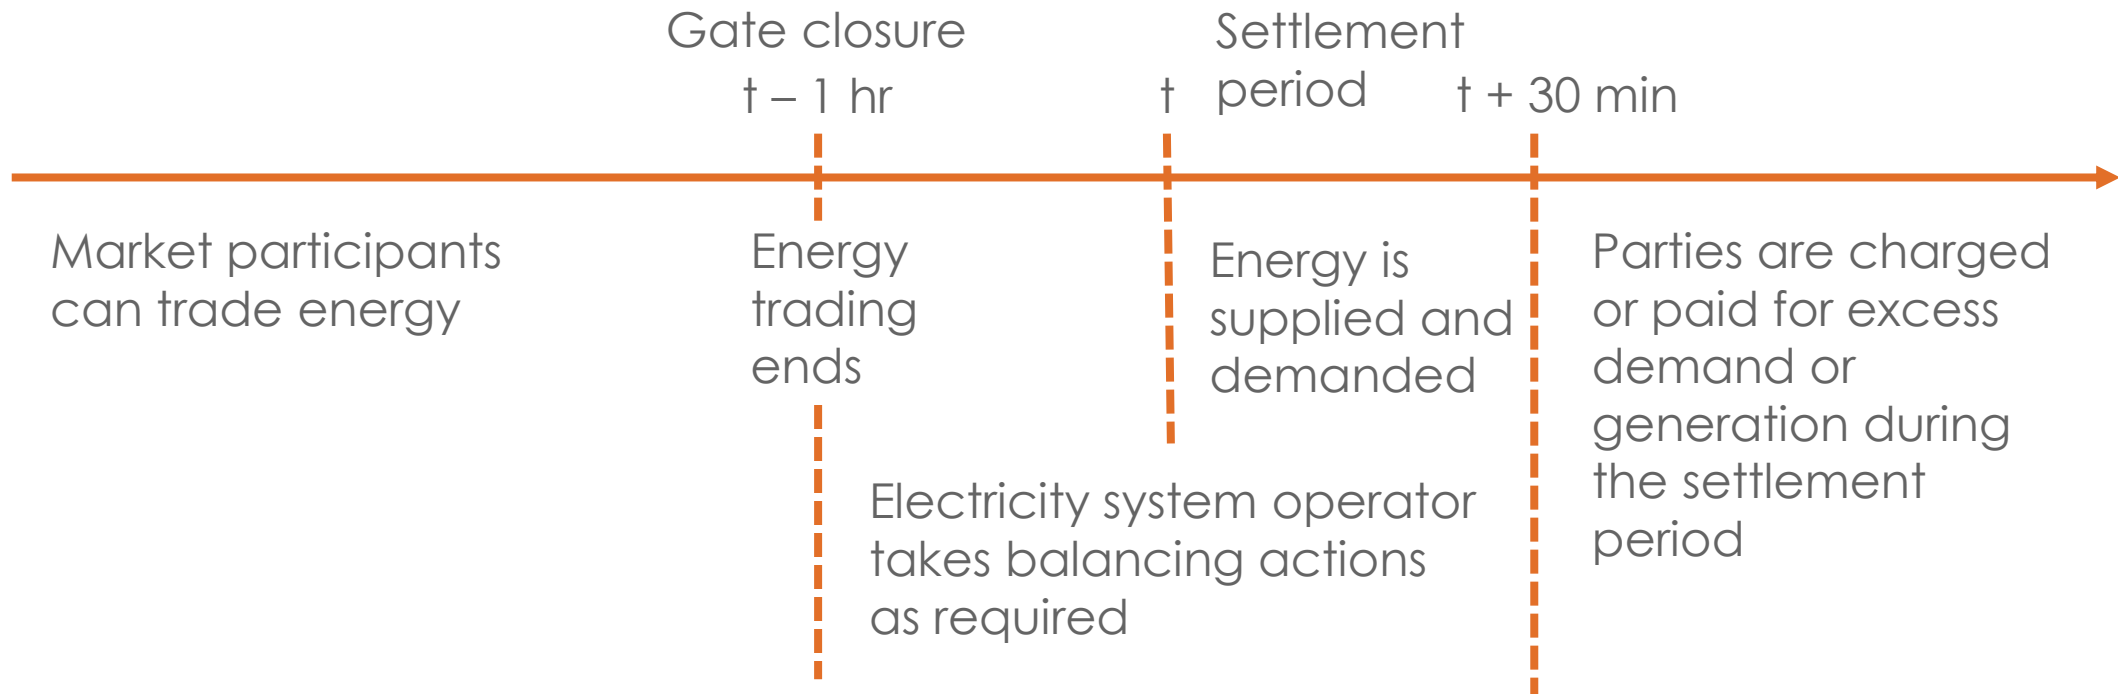 Gate closure
t – 1 hr
t
Settlement
period
t + 30 min
Market participants
can trade energy
Energy
trading
ends
Energy is
supplied and
demanded
Electricity system operator
takes balancing actions
as required
Parties are charged
or paid for excess
demand or
generation during
the settlement
period